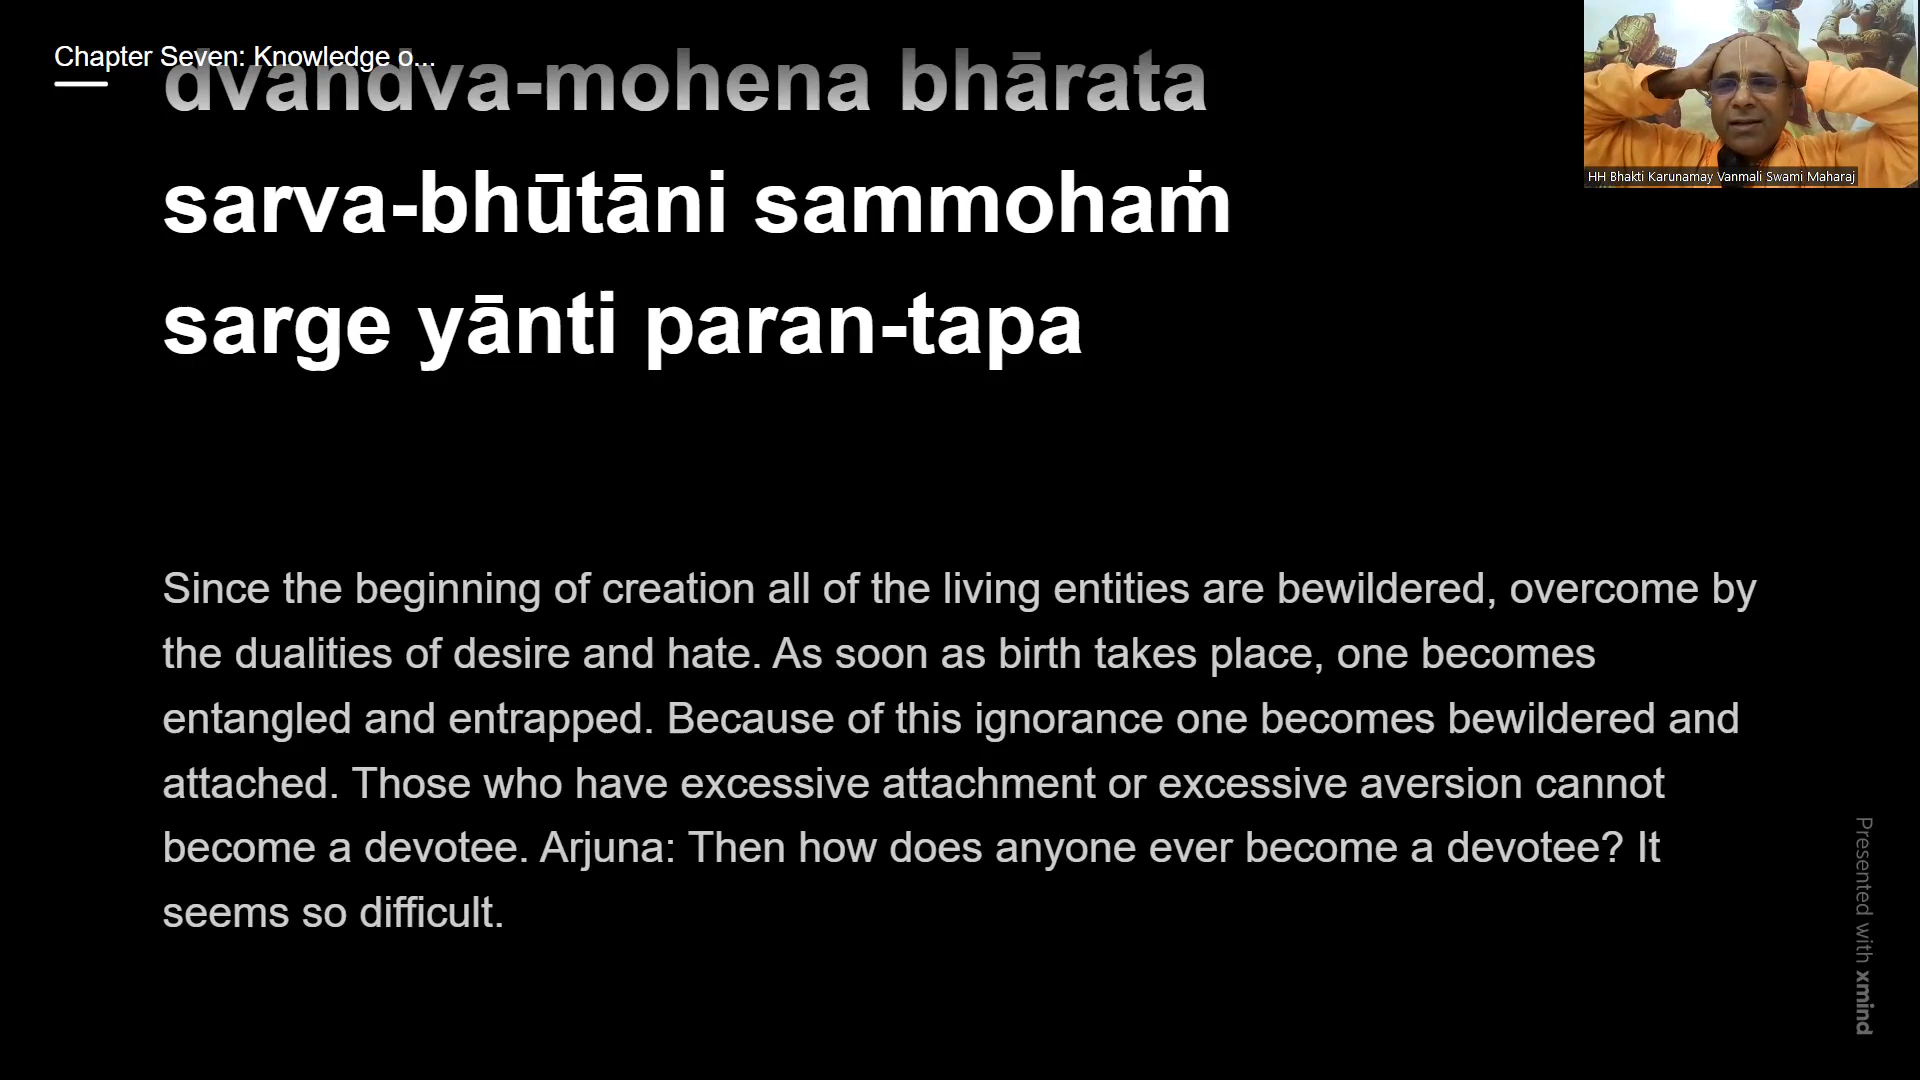 Chapter Seven: Knowledge o...
dvandva-mohena bhārata
sarva-bhūtāni sammohaṁ
sarge yānti paran-tapa
Since the beginning of creation all of the living entities are bewildered, overcome by
the dualities of desire and hate. As soon as birth takes place, one becomes
entangled and entrapped. Because of this ignorance one becomes bewildered and
attached. Those who have excessive attachment or excessive aversion cannot
become a devotee. Arjuna: Then how does anyone ever become a devotee? It
seems so difficult.
HH Bhakti Karunamay Vanmali Swami Maharaj
Presented with xmind